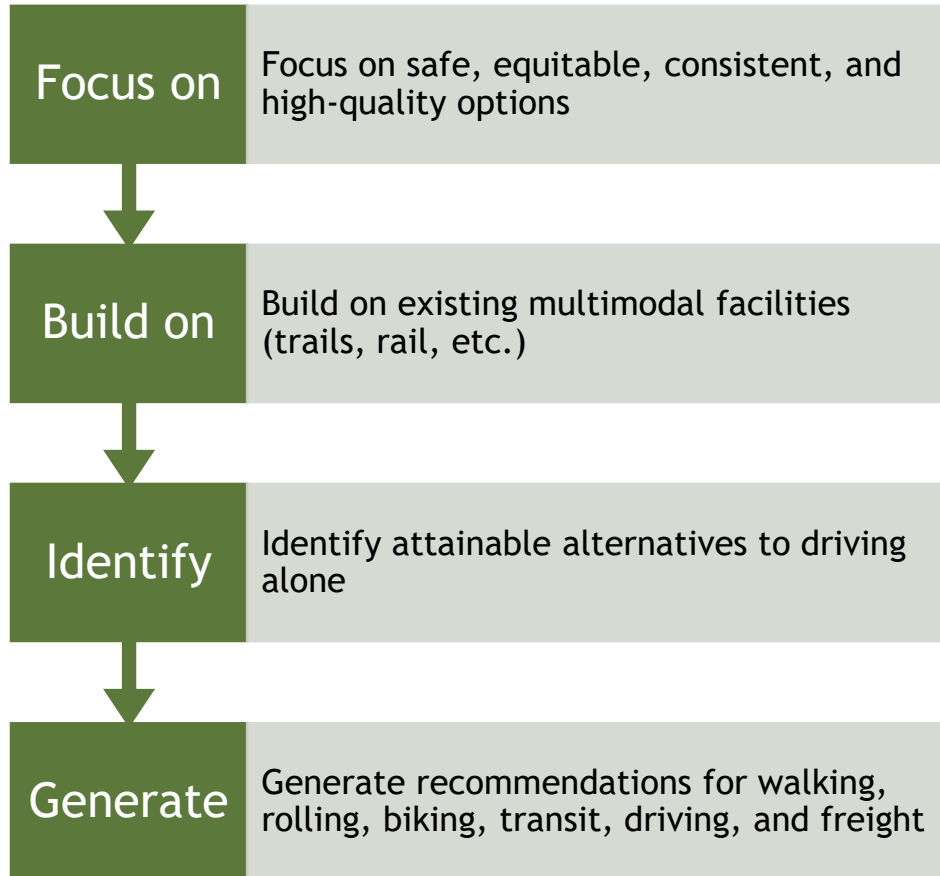 Focus on
Focus on safe, equitable, consistent, and
high-quality options
Build on
Build on existing multimodal facilities
(trails, rail, etc.)
Identify
Identify attainable alternatives to driving
alone
Generate
Generate recommendations for walking,
rolling, biking, transit, driving, and freight